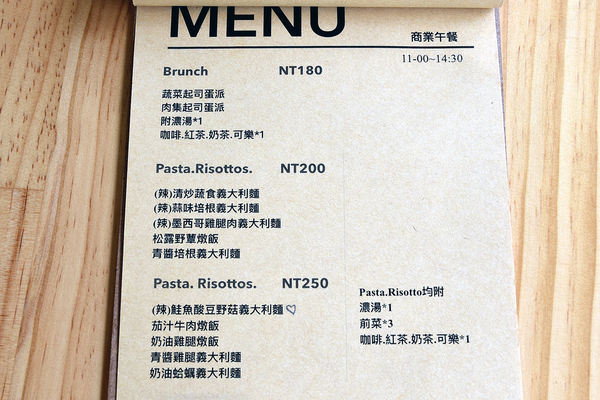 MENU
商業午餐
11-00~14:30
Brunch NT180
蔬菜起司蛋派
肉集起司蛋派
附濃湯*1
咖啡.紅茶.奶茶.可樂*1
Pasta.Risottos. NT200
(辣)清炒蔬食義大利麵
(辣)蒜味培根義大利麵
(辣)墨西哥雞腿肉義大利麵
松露野蕈燉飯
青醬培根義大利麵
Pasta. Risottos. NT250
(辣)鮭魚酸豆野菇義大利麵♡
茄汁牛肉燉飯
奶油雞腿燉飯
青醬雞腿義大利麵
奶油蛤蠣義大利麵
Pasta.Risotto均附
濃湯*1
前菜*3
咖啡.紅茶.奶茶.可樂*1